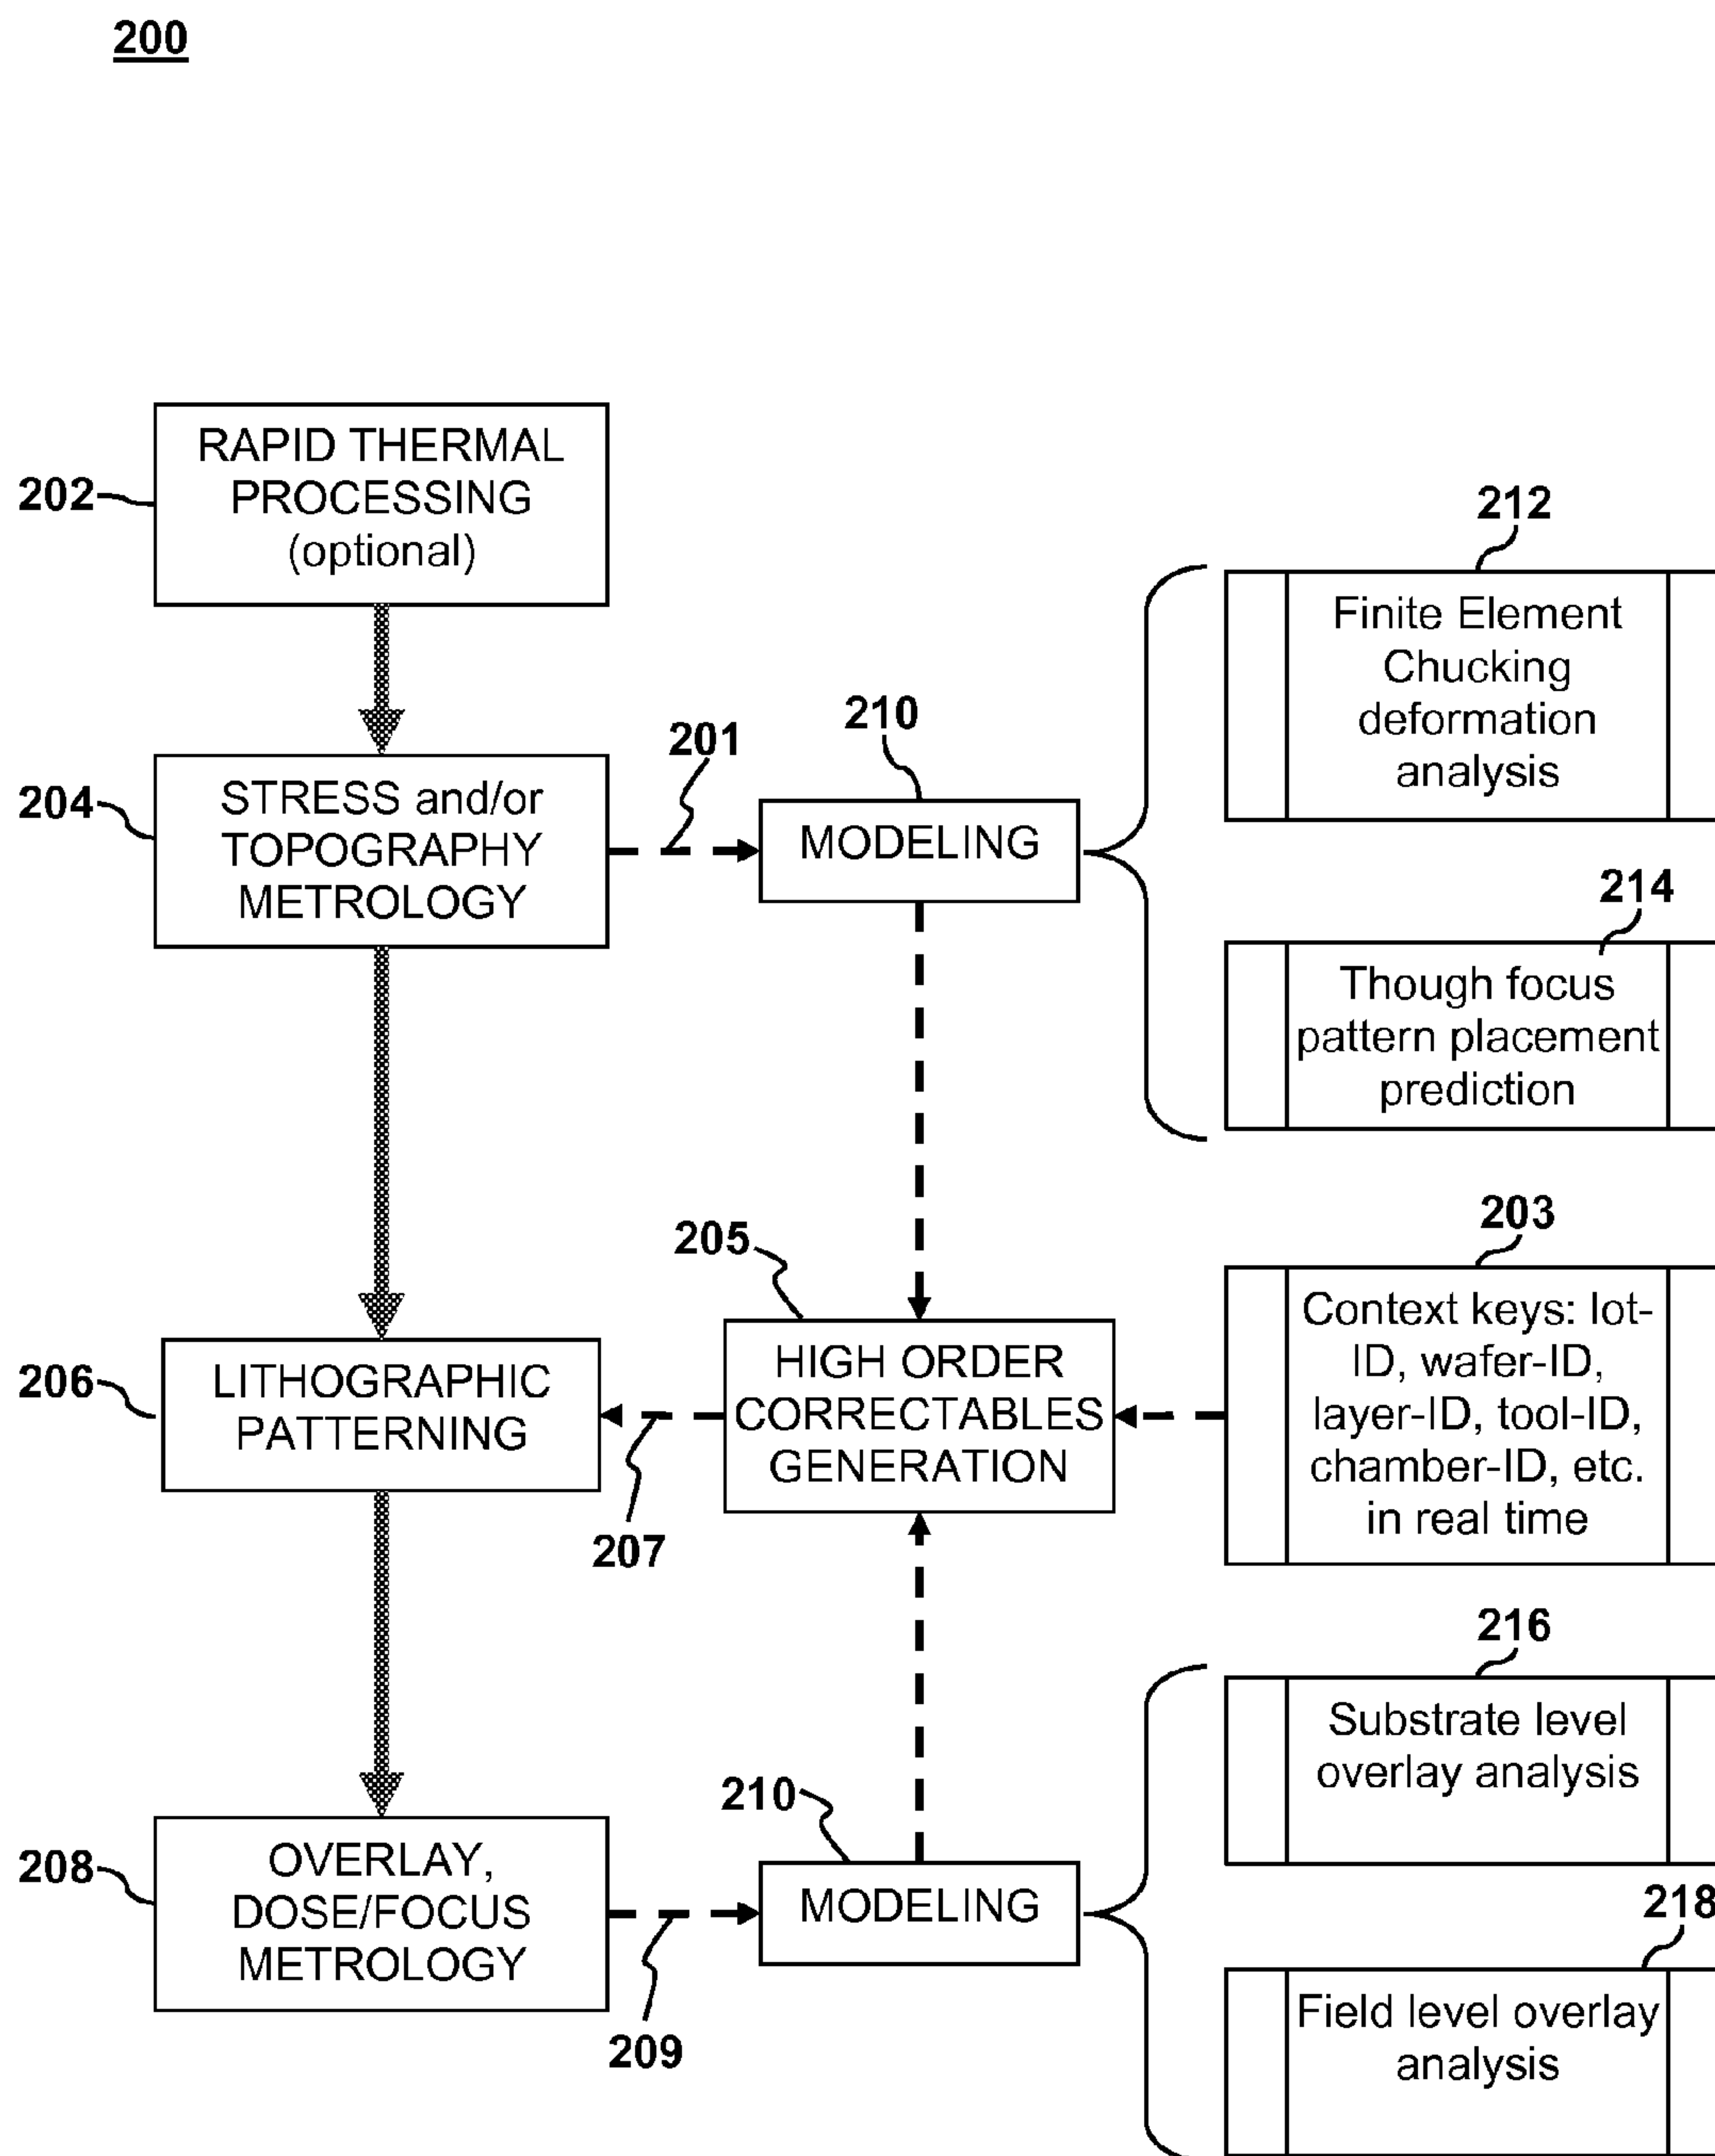 200
RAPID THERMAL
PROCESSING
(optional)
202
212
Finite Element
Chucking
deformation
analysis
210
201
204
STRESS and/or
TOPOGRAPHY
METROLOGY
MODELING
214
Though focus
pattern placement
prediction
203
205
Context keys: lot-
ID, wafer-ID,
layer-ID, tool-ID,
chamber-ID, etc.
in real time
206
LITHOGRAPHIC
PATTERNING
HIGH ORDER
CORRECTABLES
GENERATION
207
216
Substrate level
overlay analysis
210
208
OVERLAY,
DOSE/FOCUS
METROLOGY
MODELING
218
Field level overlay
analysis
209